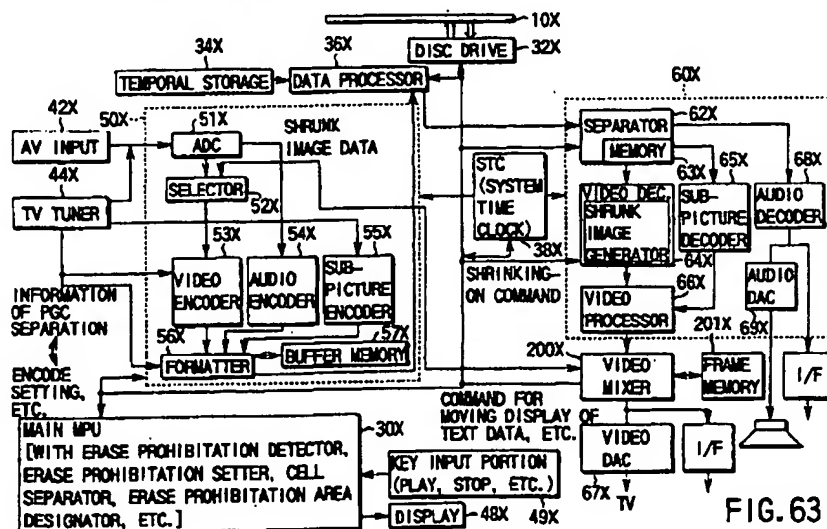 10X
34X
36X
DISC DRIVE
32X
TEMPORAL STORAGE
DATA PROCESSOR
60X
50X
42X
AV INPUT
51X
ADC
SHRUNK
IMAGE DATA
62X
SEPARATOR
MEMORY
63X
65X
68X
44X
TV TUNER
SELECTOR
52X
STC
(SYSTEM
TIME
CLOCK)
38X
VIDEO DEC.
SHRUNK
IMAGE
GENERATOR
64X
SUB-
PICTURE
DECODER
AUDIO
DECODER
53X
VIDEO
ENCODER
54X
AUDIO
ENCODER
55X
SUB-
PICTURE
ENCODER
SHRINKING-
ON COMMAND
66X
VIDEO
PROCESSOR
AUDIO
DAC
69X
INFORMATION
OF PGC
SEPARATION
56X
FORMATTER
57X
BUFFER MEMORY
200X
VIDEO
MIXER
201X
FRAME
MEMORY
I/F
ENCODE
SETTING,
ETC.
30X
MAIN MPU
[WITH ERASE PROHIBITATION DETECTOR,
ERASE PROHIBITATION SETTER, CELL
SEPARATOR, ERASE PROHIBITATION AREA
DESIGNATOR, ETC.]
COMMAND FOR
MOVING DISPLAY OF
TEXT DATA, ETC.
VIDEO
DAC
67X
I/F
TV
KEY INPUT PORTION
(PLAY, STOP, ETC.)
49X
DISPLAY
48X
FIG. 63